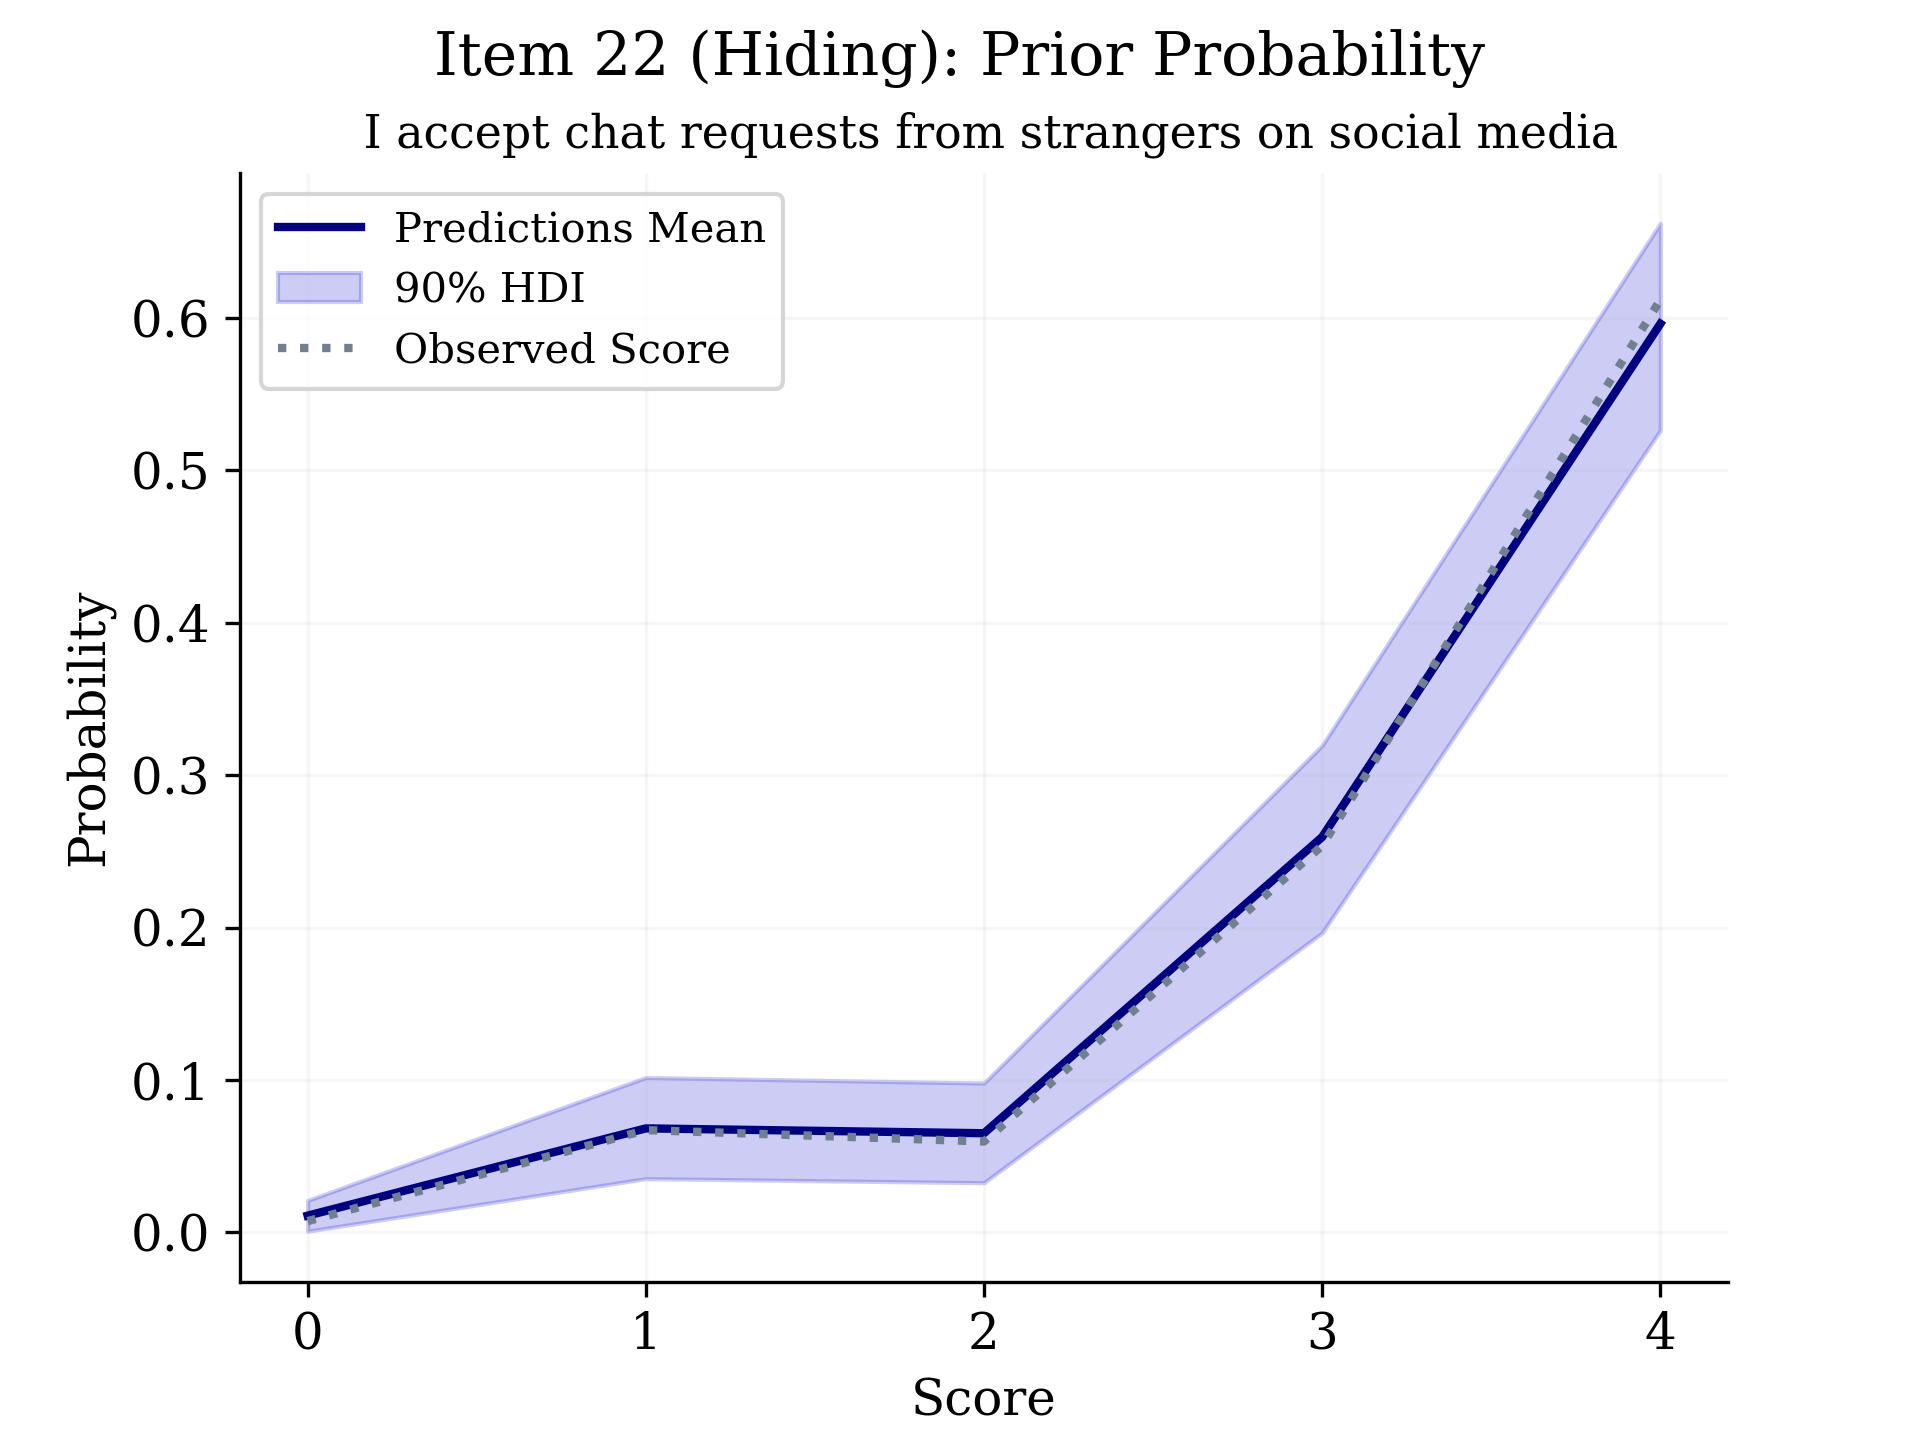 Item 22 (Hiding): Prior Probability
I accept chat requests from strangers on social media
Predictions Mean
90% HDI
Observed Score
0.6
0.5
0.4
0.3
0.2
0.1
0.0
Probability
0 1 2 3 4
Score